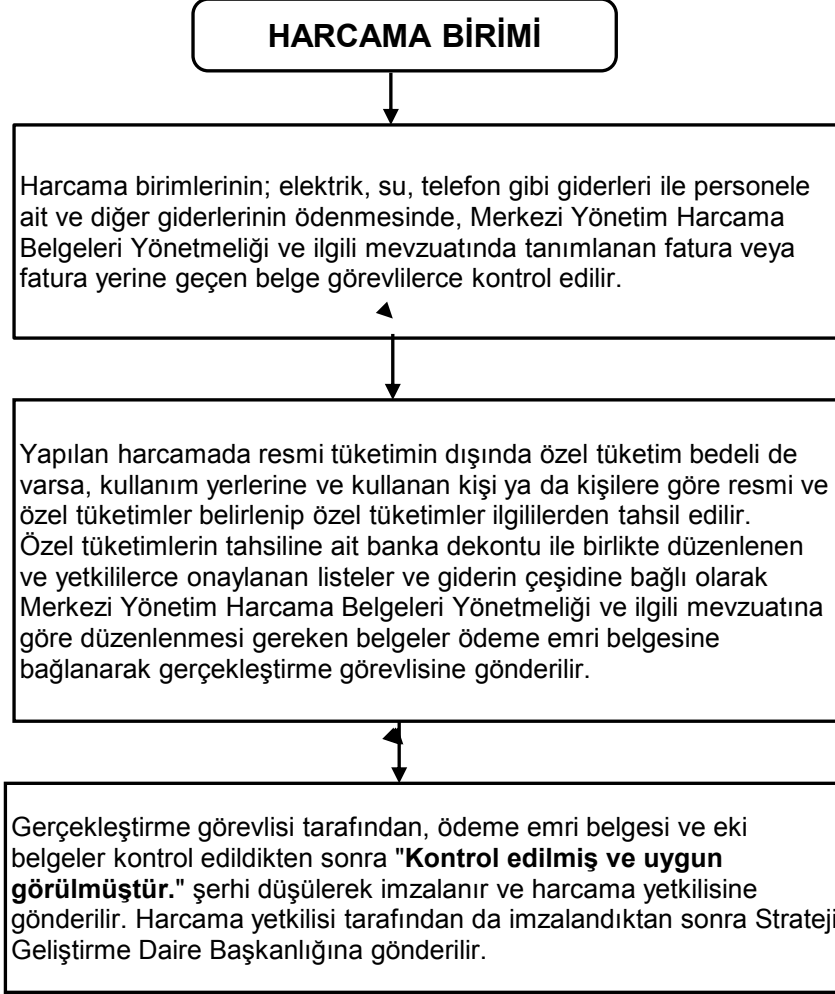 HARCAMA BİRİMİ
Harcama birimlerinin; elektrik, su, telefon gibi giderleri ile personele
ait ve diğer giderlerinin ödenmesinde, Merkezi Yönetim Harcama
Belgeleri Yönetmeliği ve ilgili mevzuatında tanımlanan fatura veya
fatura yerine geçen belge görevlilerce kontrol edilir.
Yapılan harcamada resmi tüketimin dışında özel tüketim bedeli de
varsa, kullanım yerlerine ve kullanan kişi ya da kişilere göre resmi ve
özel tüketimler belirlenip özel tüketimler ilgililerden tahsil edilir.
Özel tüketimlerin tahsiline ait banka dekontu ile birlikte düzenlenen
ve yetkililerce onaylanan listeler ve giderin çeşidine bağlı olarak
Merkezi Yönetim Harcama Belgeleri Yönetmeliği ve ilgili mevzuatına
göre düzenlenmesi gereken belgeler ödeme emri belgesine
bağlanarak gerçekleştirme görevlisine gönderilir.
Gerçekleştirme görevlisi tarafından, ödeme emri belgesi ve eki
belgeler kontrol edildikten sonra "Kontrol edilmiş ve uygun
görülmüştür." şerhi düşülerek imzalanır ve harcama yetkilisine
gönderilir. Harcama yetkilisi tarafından da imzalandıktan sonra Strateji
Geliştirme Daire Başkanlığına gönderilir.